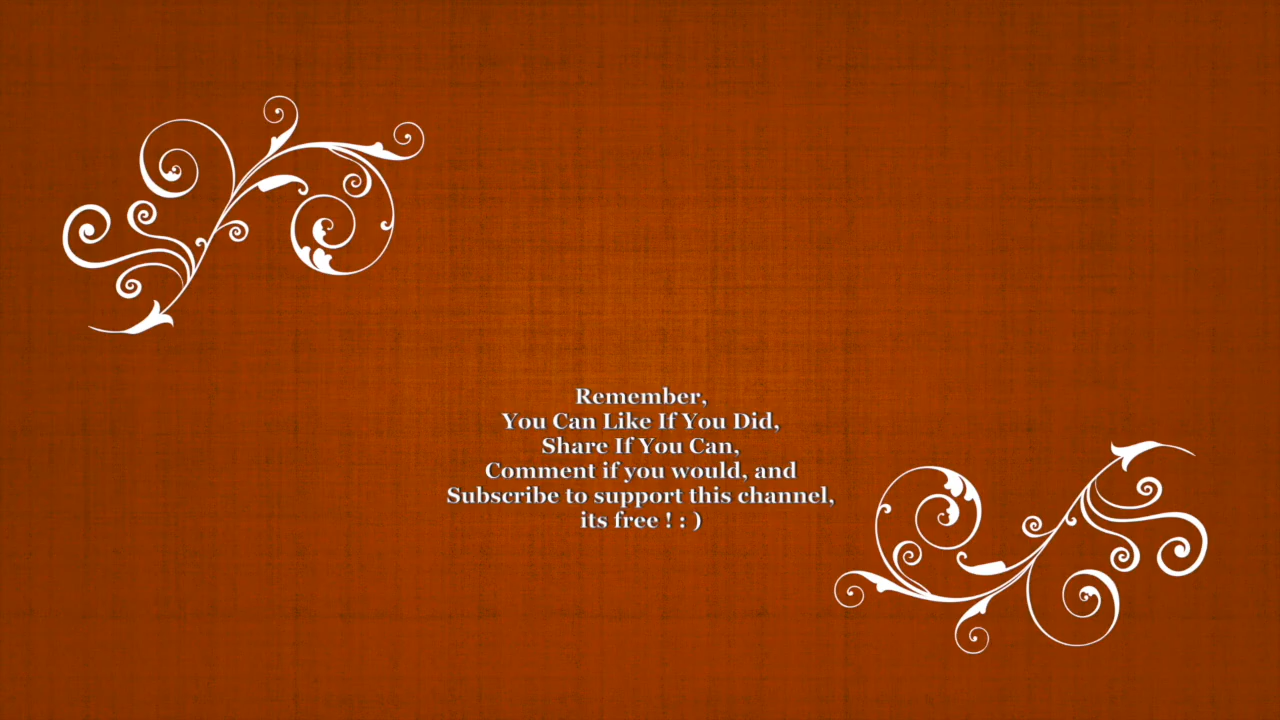 Remember,
You Can Like If You Did,
Share If You Can,
Comment if you would, and
Subscribe to support this channel,
its free ! : )